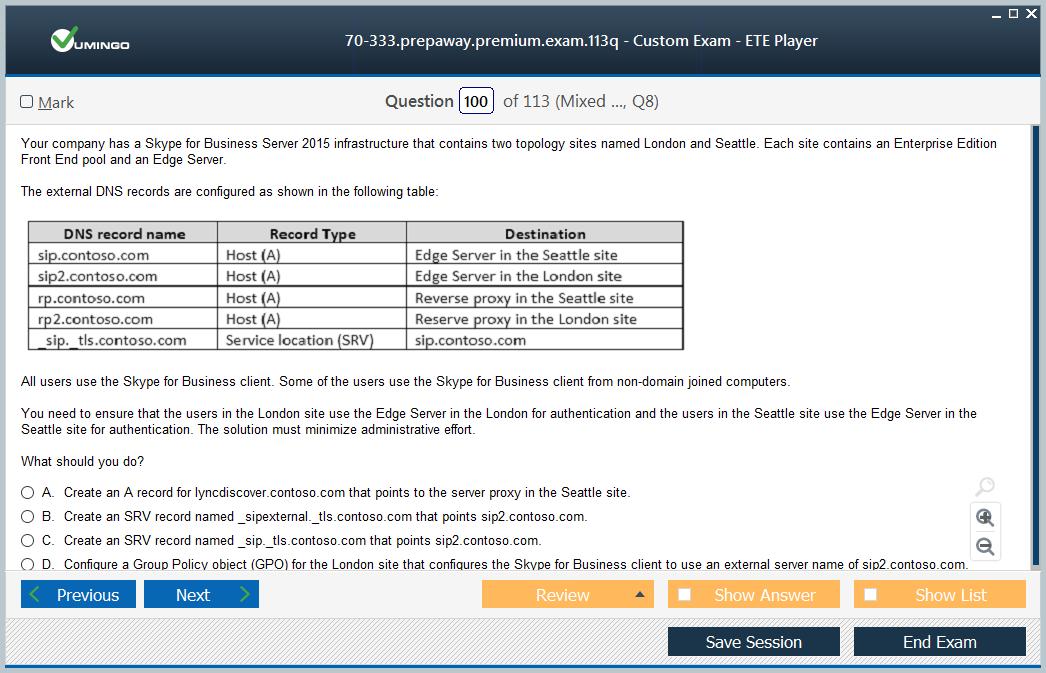 VUMINGO
70-333.prepaway.premium.exam.113q - Custom Exam - ETE Player
Mark
Question 100 of 113 (Mixed ..., Q8)
Your company has a Skype for Business Server 2015 infrastructure that contains two topology sites named London and Seattle. Each site contains an Enterprise Edition
Front End pool and an Edge Server.
The external DNS records are configured as shown in the following table:
DNS record name Record Type Destination
sip.contoso.com Host (A) Edge Server in the Seattle site
sip2.contoso.com Host (A) Edge Server in the London site
rp.contoso.com Host (A) Reverse proxy in the Seattle site
rp2.contoso.com Host (A) Reserve proxy in the London site
_sip._tls.contoso.com Service location (SRV) sip.contoso.com
All users use the Skype for Business client. Some of the users use the Skype for Business client from non-domain joined computers.
You need to ensure that the users in the London site use the Edge Server in the London for authentication and the users in the Seattle site use the Edge Server in the
Seattle site for authentication. The solution must minimize administrative effort.
What should you do?
A. Create an A record for lyncdiscover.contoso.com that points to the server proxy in the Seattle site.
B. Create an SRV record named _sipexternal._tls.contoso.com that points sip2.contoso.com.
C. Create an SRV record named _sip._tls.contoso.com that points sip2.contoso.com.
D. Configure a Group Policy object (GPO) for the London site that configures the Skype for Business client to use an external server name of sip2.contoso.com.
Previous Next Review Show Answer Show List
Save Session End Exam